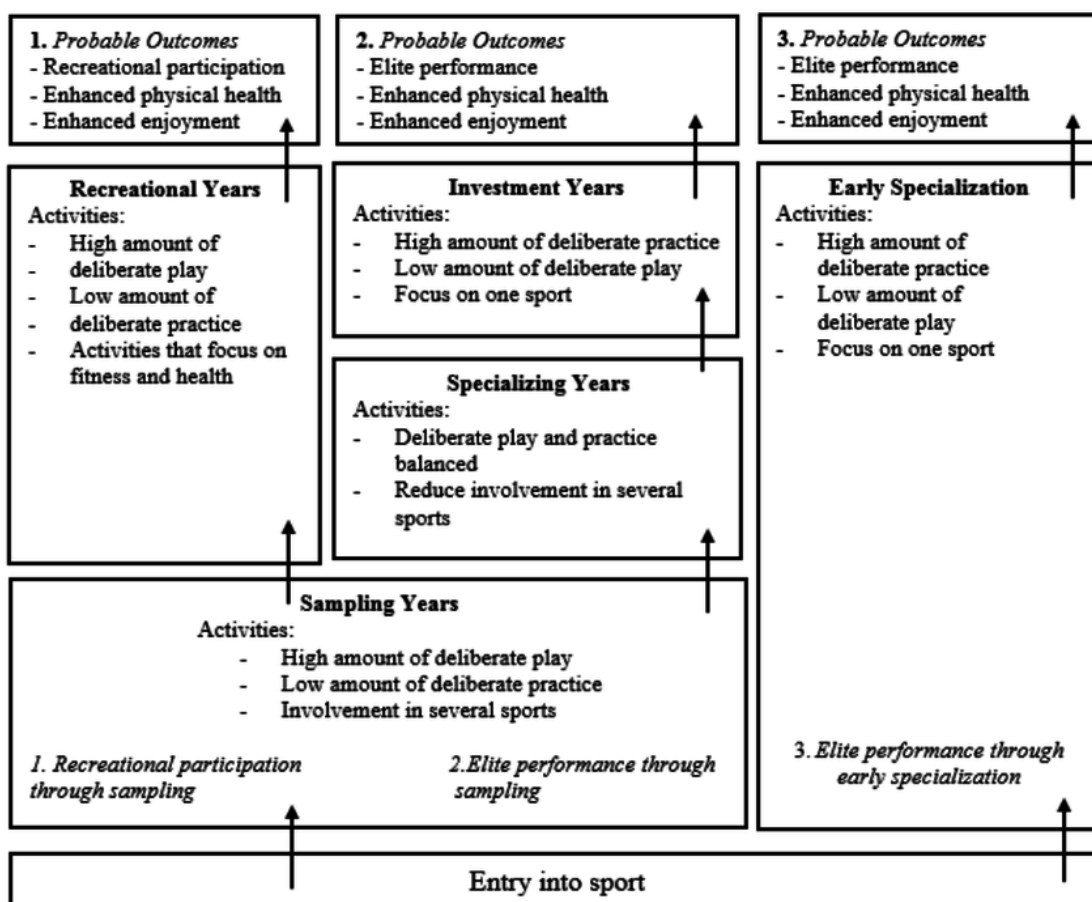 1. Probable Outcomes
- Recreational participation
- Enhanced physical health
- Enhanced enjoyment
2. Probable Outcomes
- Elite performance
- Enhanced physical health
- Enhanced enjoyment
3. Probable Outcomes
- Elite performance
- Enhanced physical health
- Enhanced enjoyment
Recreational Years
Activities:
- High amount of
- deliberate play
- Low amount of
- deliberate practice
- Activities that focus on
fitness and health
Investment Years
Activities:
- High amount of deliberate practice
- Low amount of deliberate play
- Focus on one sport
Early Specialization
Activities:
- High amount of
deliberate practice
- Low amount of
deliberate play
- Focus on one sport
Specializing Years
Activities:
- Deliberate play and practice
balanced
- Reduce involvement in several
sports
Sampling Years
Activities:
- High amount of deliberate play
- Low amount of deliberate practice
- Involvement in several sports
1. Recreational participation
through sampling
2.Elite performance through
sampling
3. Elite performance through
early specialization
Entry into sport